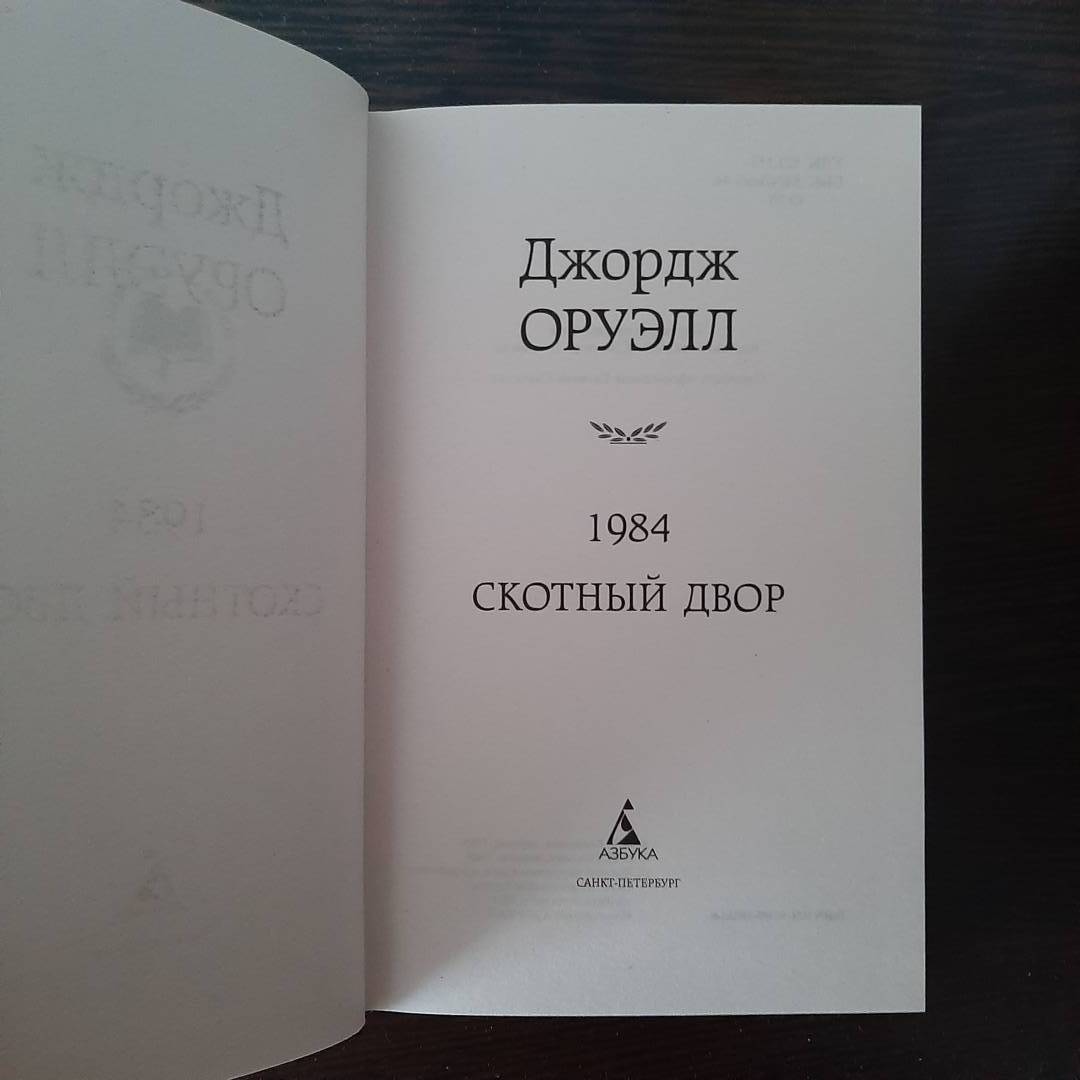 Джордж
ОРУЭЛЛ
1984
СКОТНЫЙ ДВОР
АЗБУКА
САНКТ-ПЕТЕРБУРГ